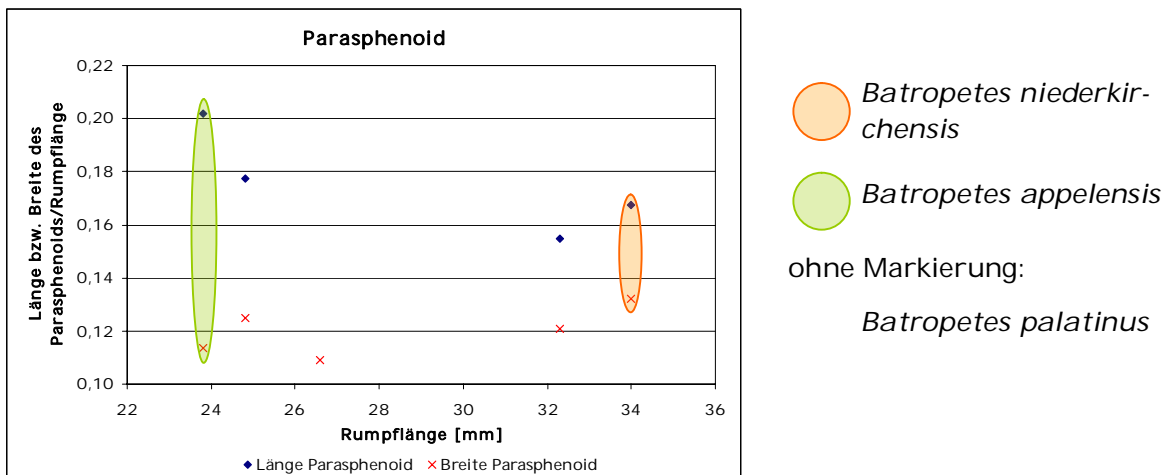 Parasphenoid
Länge bzw. Breite des
Parasphenoids/Rumpflänge
0,22
0,20
0,18
0,16
0,14
0,12
0,10
22 24 26 28 30 32 34 36
Rumpflänge [mm]
Länge Parasphenoid Breite Parasphenoid
Batropetes niederkir-
chensis
Batropetes appelensis
ohne Markierung:
Batropetes palatinus